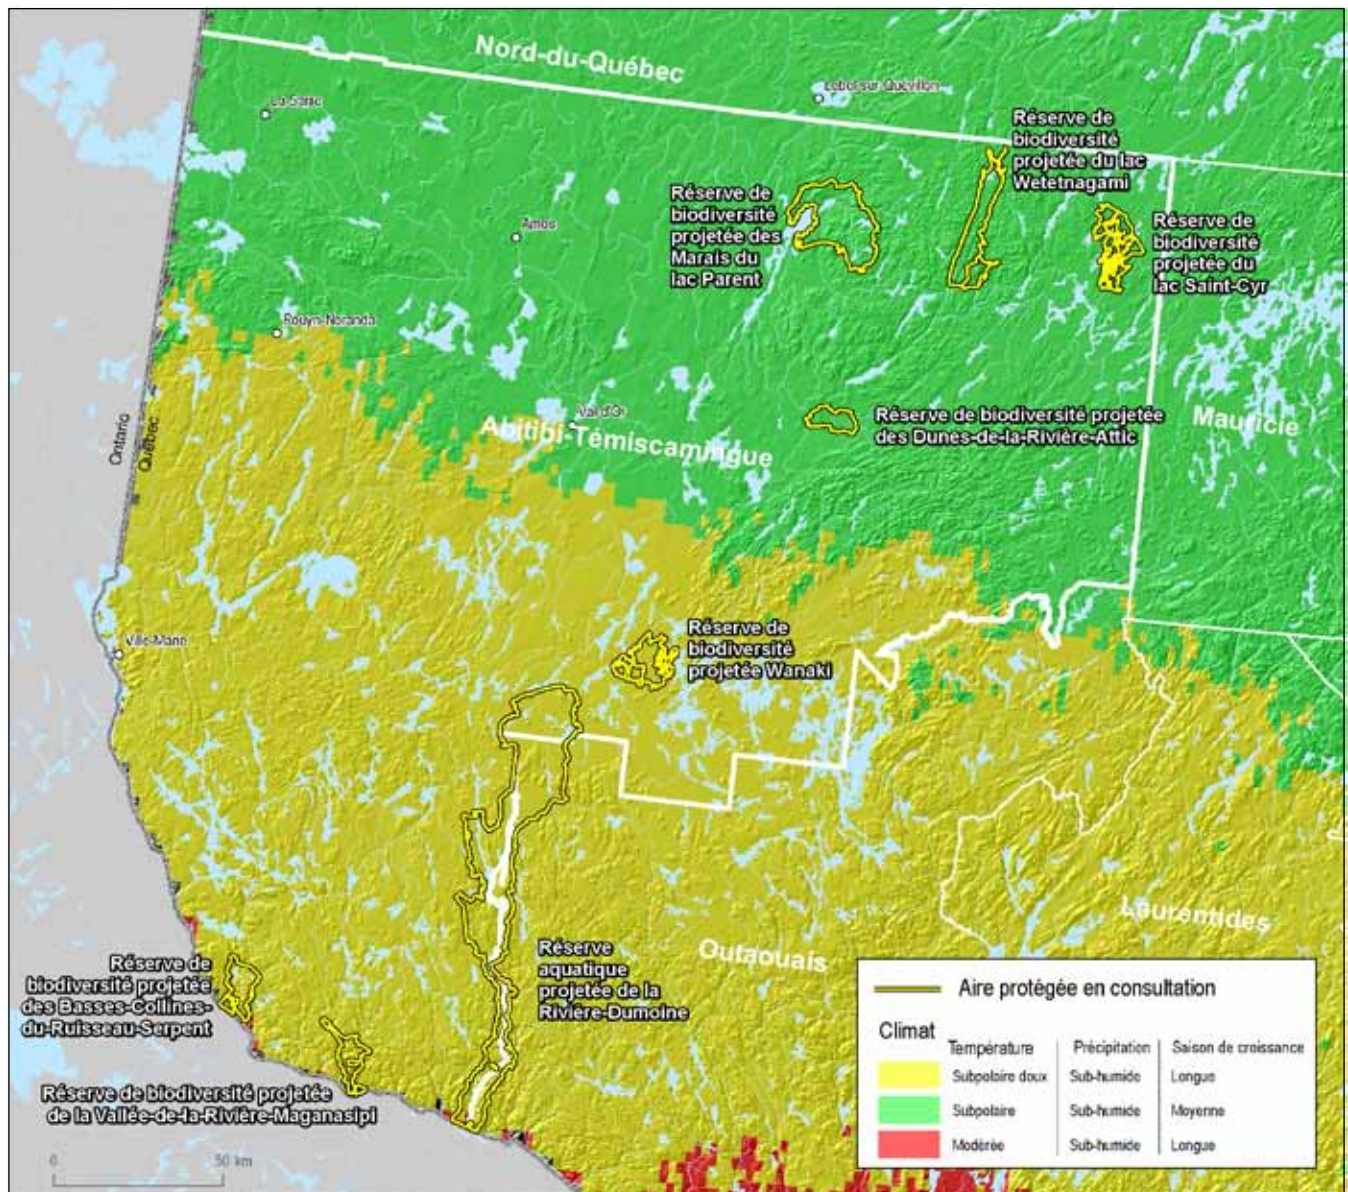 Nord-du-Québec
La Sarre
Lebel-sur-Quévillon
Réserve de
biodiversité
projetée du lac
Wetetnagami
Réserve de
biodiversité
projetée des
Marais du
lac Parent
Réserve de
biodiversité
projetée du
lac Saint-Cyr
Amos
Rouyn-Noranda
Ontario
Québec
Val d'Or
Abitibi-Témiscamingue
Réserve de biodiversité projetée
des Dunes-de-la-Rivière-Attic
Mauricie
Ville-Marie
Réserve de
biodiversité
projetée Wanaki
Laurentides
Outaouais
Réserve
aquatique
projetée de la
Rivière-Dumoine
Réserve de
biodiversité projetée
des Basses-Collines-
du-Ruisseau-Serpent
Réserve de biodiversité projetée
de la Vallée-de-la-Rivière-Maganasipi
0 50 km
Aire protégée en consultation
Climat
Température Précipitation Saison de croissance
Subpolaire doux Sub-humide Longue
Subpolaire Sub-humide Moyenne
Modérée Sub-humide Longue